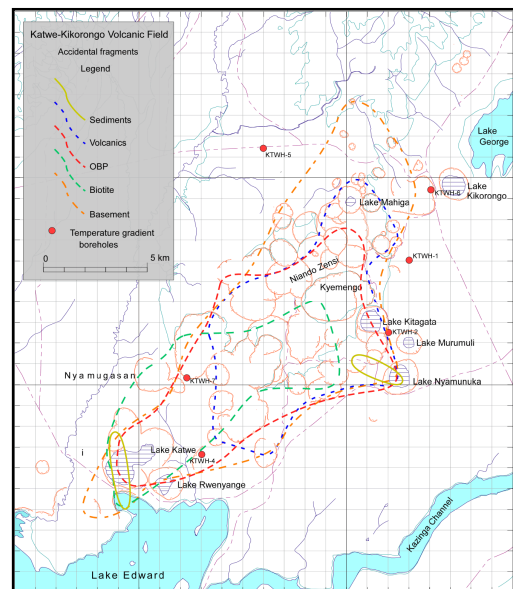 Katwe-Kikorongo Volcanic Field
Accidental fragments
Legend
Sediments
Volcanics
OBP
Biotite
Basement
Temperature gradient
boreholes
0
5 km
Lake
George
KTWH-5
KTWH-6
Lake
Kikorongo
Lake Mahiga
KTWH-1
Niando Zensi
Kyemengo
Lake Kitagata
KTWH-2
Lake Murumuli
Nyamugasan
i
KTWH-
Lake Nyamunuka
Lake Katwe
KTWH-4
Lake Rwenyange
Kazinga Channel
Lake Edward